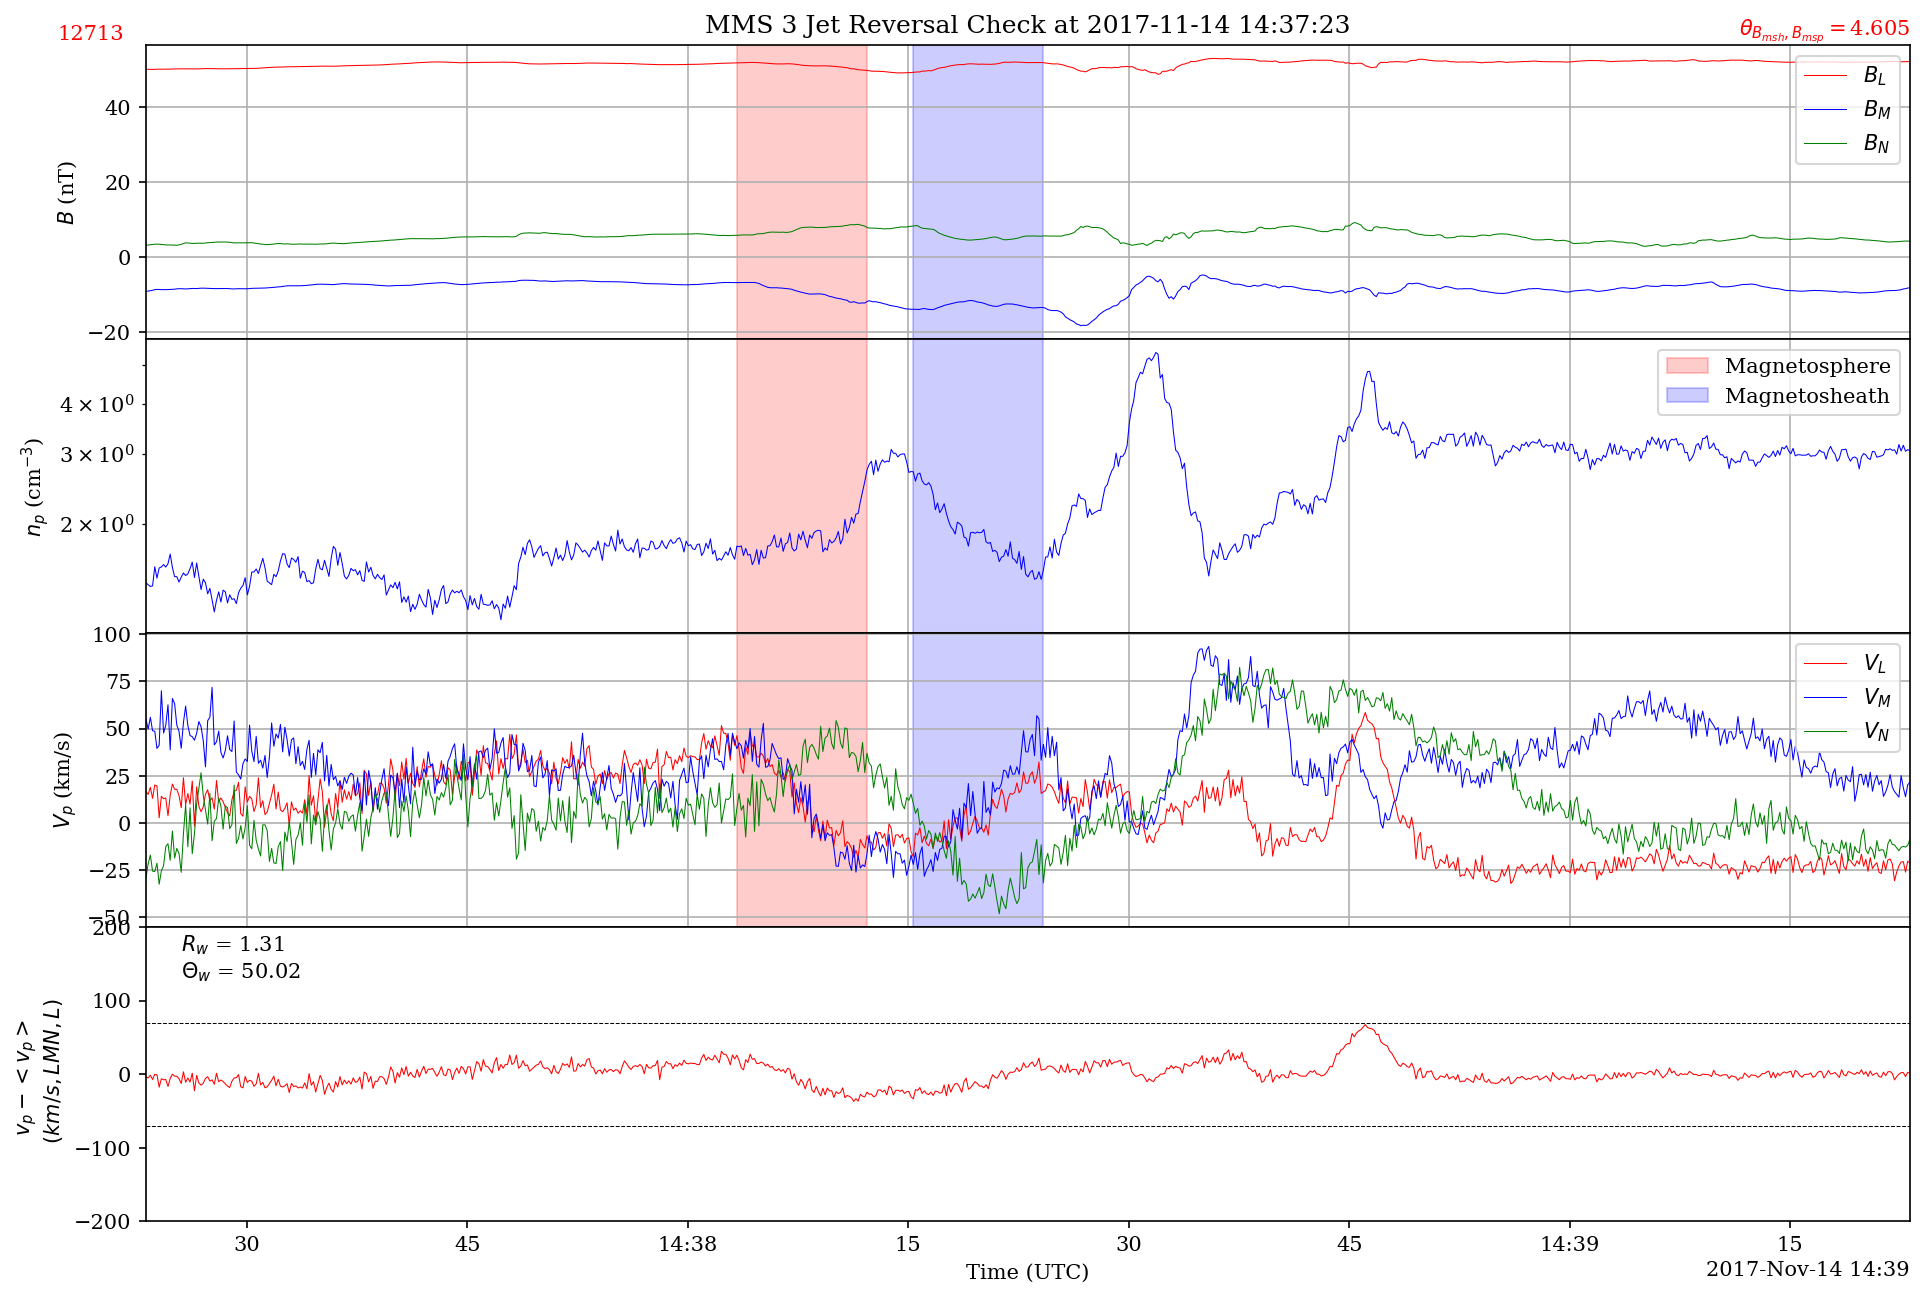 MMS 3 Jet Reversal Check at 2017-11-14 14:37:23
12713
θ_{B_{msh}, B_{msp}} = 4.605
B (nT)
40
20
0
−20
B_L
B_M
B_N
n_p (cm^{−3})
4 × 10^0
3 × 10^0
2 × 10^0
Magnetosphere
Magnetosheath
V_p (km/s)
100
75
50
25
0
−25
−50
V_L
V_M
V_N
v_p − < v_p >
(km/s, LMN, L)
200
100
0
−100
−200
R_w = 1.31
Θ_w = 50.02
30
45
14:38
15
30
45
14:39
15
Time (UTC)
2017-Nov-14 14:39